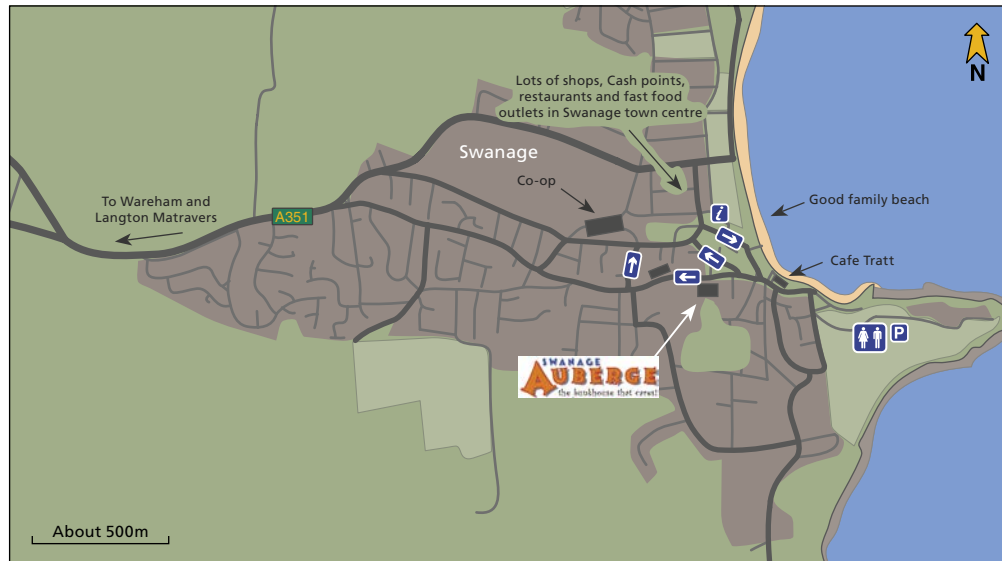 N
Lots of shops, Cash points,
restaurants and fast food
outlets in Swanage town centre
Swanage
Co-op
To Wareham and
Langton Matravers
A351
i
Good family beach
Cafe Tratt
P
SWANAGE
AUBERGE
the bunkhouse that cares!
About 500m